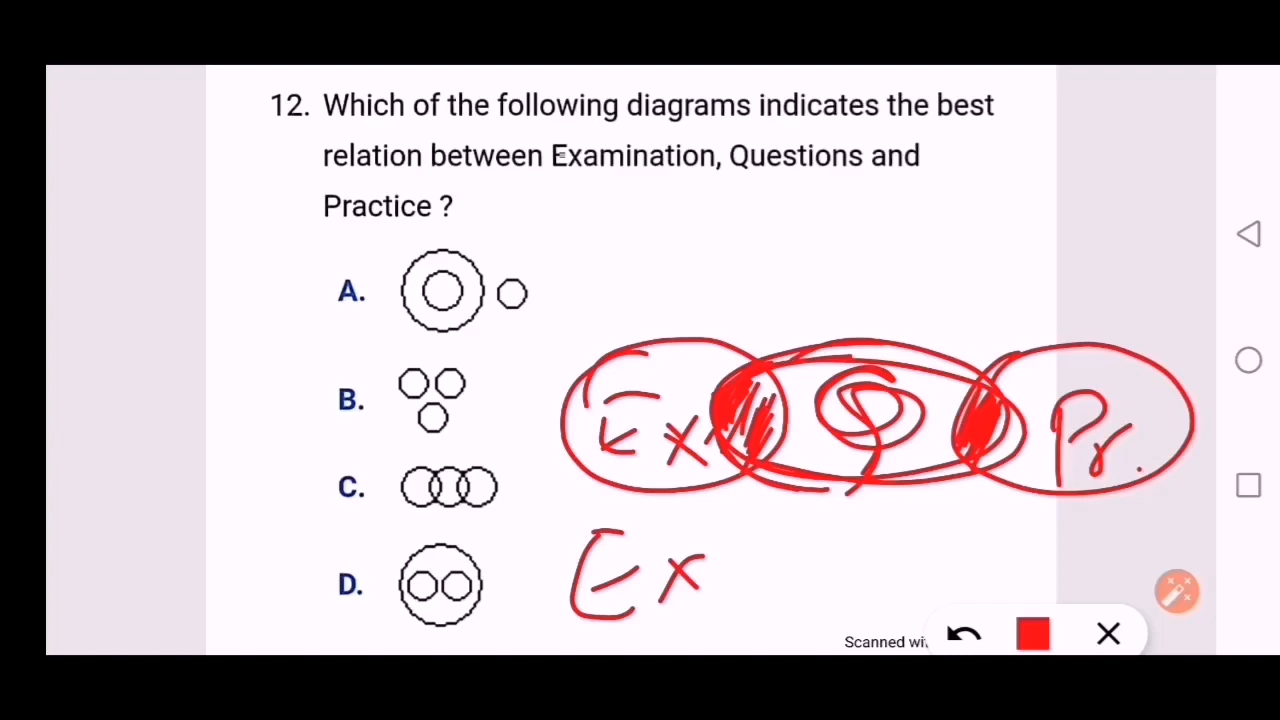 12. Which of the following diagrams indicates the best
relation between Examination, Questions and
Practice ?
A.
B.
C.
D.
Ex Q Pr.
Ex
Scanned wi